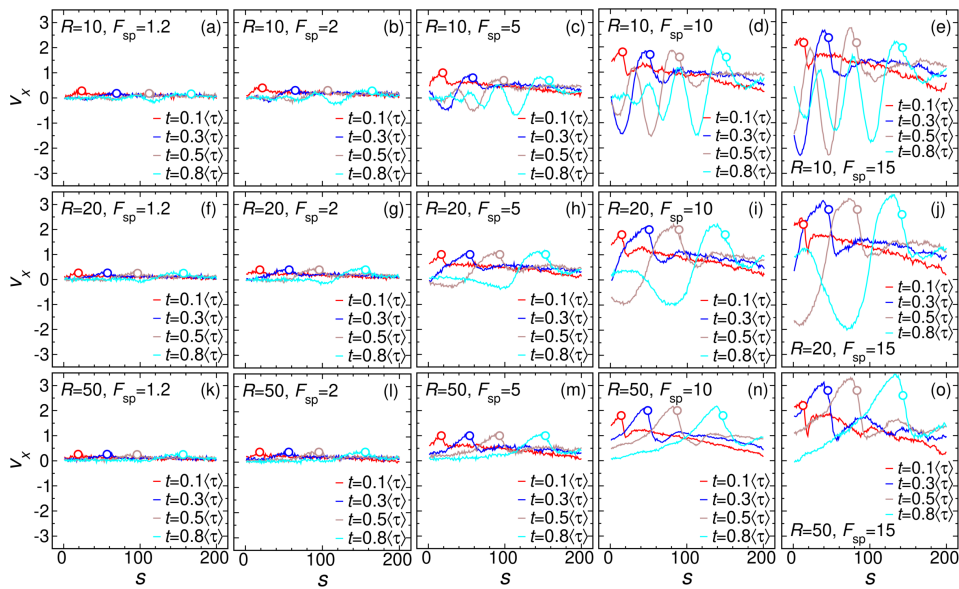 R=10, F_sp=1.2 (a)
R=10, F_sp=2 (b)
R=10, F_sp=5 (c)
R=10, F_sp=10 (d)
(e)
3
2
1
0
-1
-2
-3
v_x
t=0.1⟨τ⟩
t=0.3⟨τ⟩
t=0.5⟨τ⟩
t=0.8⟨τ⟩
t=0.1⟨τ⟩
t=0.3⟨τ⟩
t=0.5⟨τ⟩
t=0.8⟨τ⟩
t=0.1⟨τ⟩
t=0.3⟨τ⟩
t=0.5⟨τ⟩
t=0.8⟨τ⟩
t=0.1⟨τ⟩
t=0.3⟨τ⟩
t=0.5⟨τ⟩
t=0.8⟨τ⟩
t=0.1⟨τ⟩
t=0.3⟨τ⟩
t=0.5⟨τ⟩
t=0.8⟨τ⟩
R=10, F_sp=15
R=20, F_sp=1.2 (f)
R=20, F_sp=2 (g)
R=20, F_sp=5 (h)
R=20, F_sp=10 (i)
(j)
3
2
1
0
-1
-2
-3
v_x
t=0.1⟨τ⟩
t=0.3⟨τ⟩
t=0.5⟨τ⟩
t=0.8⟨τ⟩
t=0.1⟨τ⟩
t=0.3⟨τ⟩
t=0.5⟨τ⟩
t=0.8⟨τ⟩
t=0.1⟨τ⟩
t=0.3⟨τ⟩
t=0.5⟨τ⟩
t=0.8⟨τ⟩
t=0.1⟨τ⟩
t=0.3⟨τ⟩
t=0.5⟨τ⟩
t=0.8⟨τ⟩
t=0.1⟨τ⟩
t=0.3⟨τ⟩
t=0.5⟨τ⟩
t=0.8⟨τ⟩
R=20, F_sp=15
R=50, F_sp=1.2 (k)
R=50, F_sp=2 (l)
R=50, F_sp=5 (m)
R=50, F_sp=10 (n)
(o)
3
2
1
0
-1
-2
-3
v_x
t=0.1⟨τ⟩
t=0.3⟨τ⟩
t=0.5⟨τ⟩
t=0.8⟨τ⟩
t=0.1⟨τ⟩
t=0.3⟨τ⟩
t=0.5⟨τ⟩
t=0.8⟨τ⟩
t=0.1⟨τ⟩
t=0.3⟨τ⟩
t=0.5⟨τ⟩
t=0.8⟨τ⟩
t=0.1⟨τ⟩
t=0.3⟨τ⟩
t=0.5⟨τ⟩
t=0.8⟨τ⟩
t=0.1⟨τ⟩
t=0.3⟨τ⟩
t=0.5⟨τ⟩
t=0.8⟨τ⟩
R=50, F_sp=15
0 100 200
0 100 200
0 100 200
0 100 200
0 100 200
s
s
s
s
s